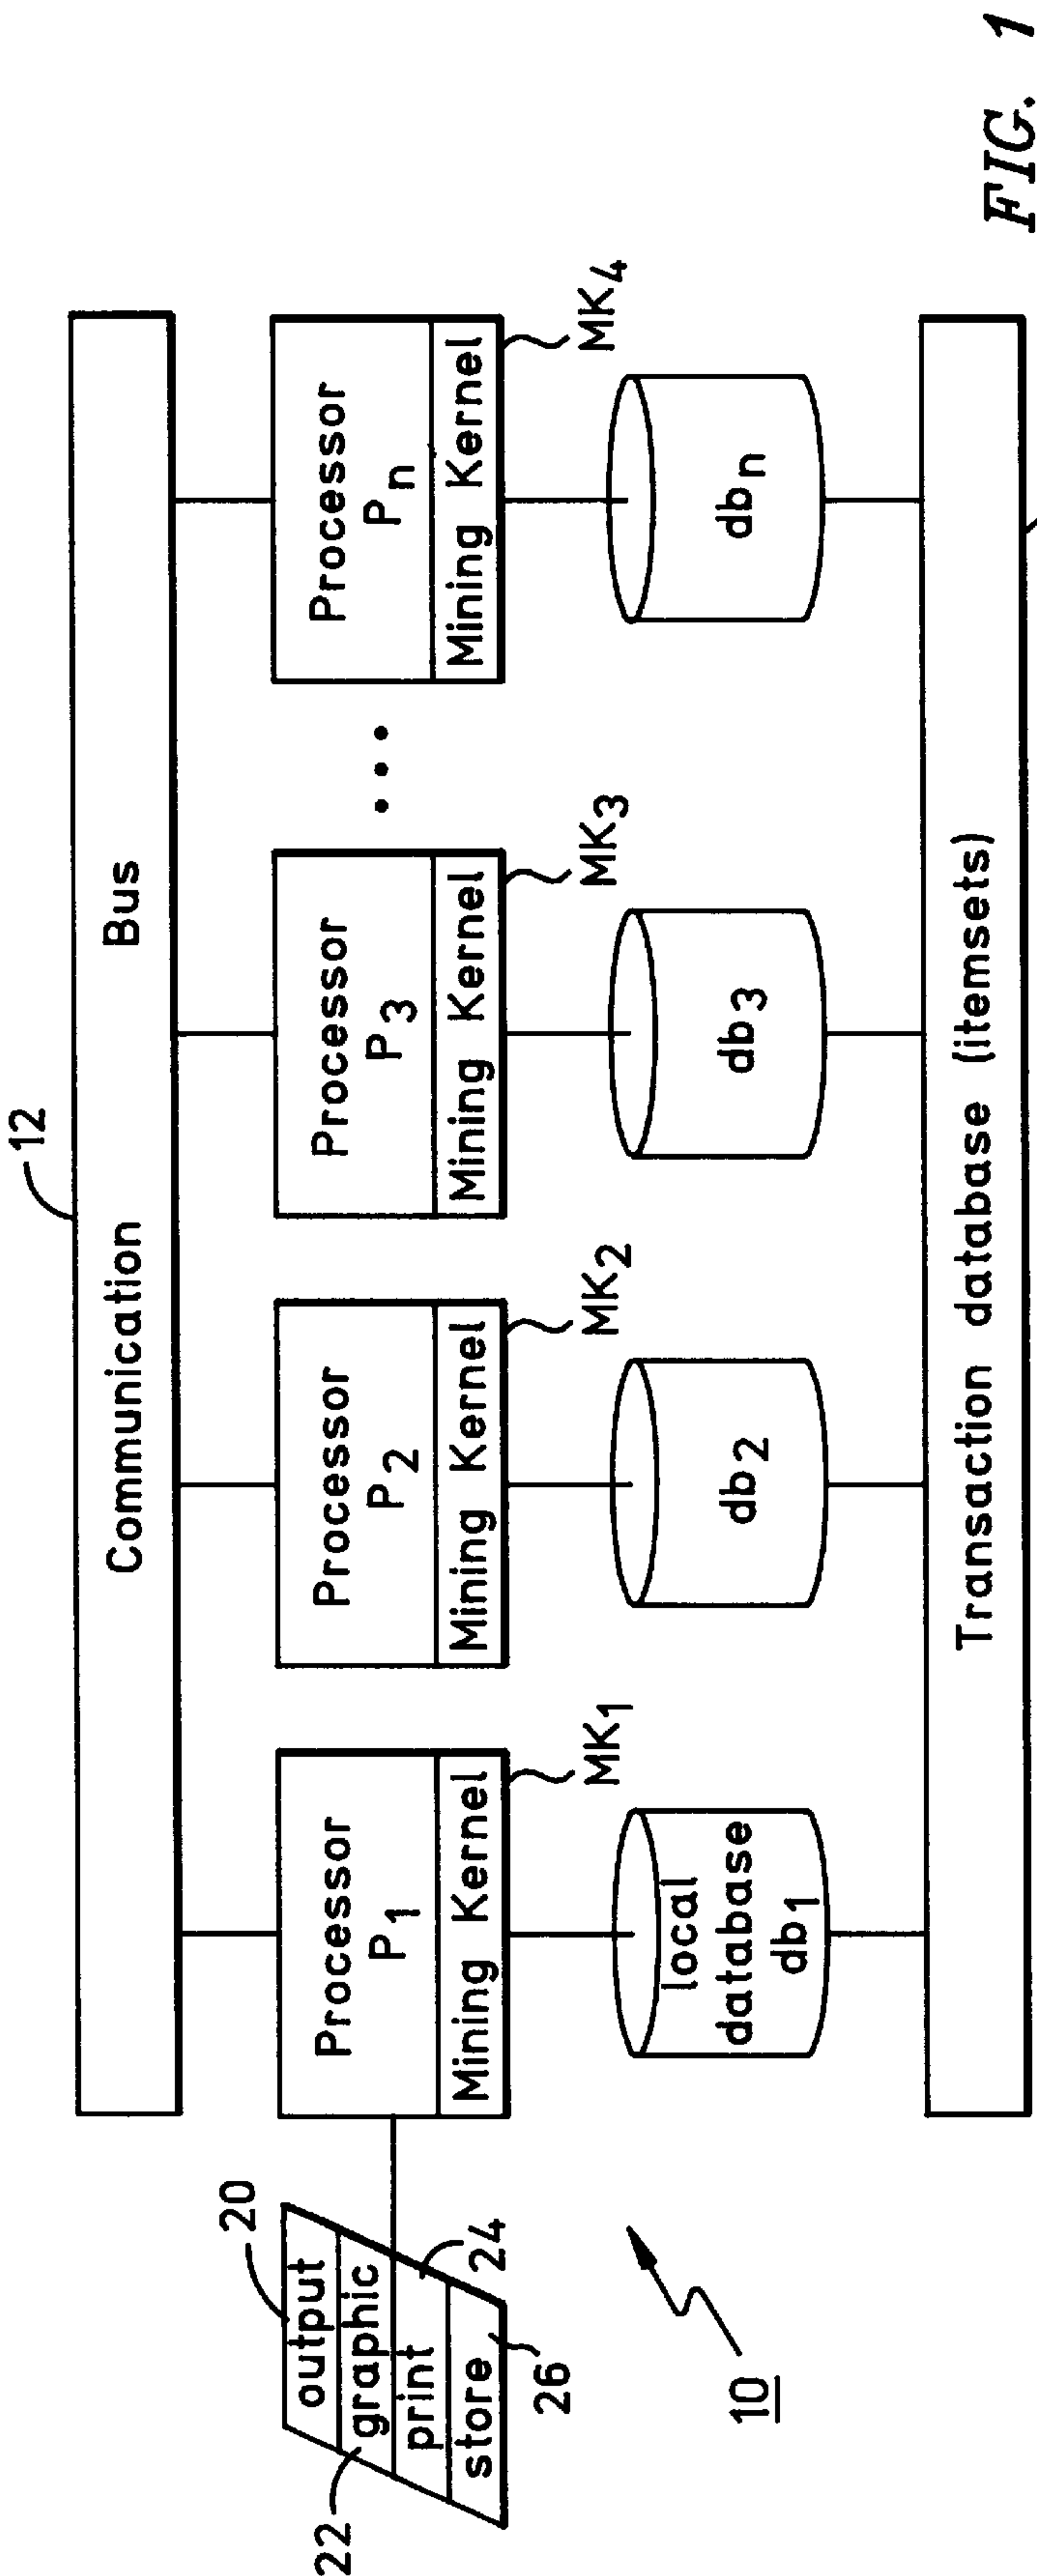 12
Communication Bus
20
output
22
graphic
print
24
store
26
10
Processor
P1
Mining Kernel
MK1
local
database
db1
Processor
P2
Mining Kernel
MK2
db2
Processor
P3
Mining Kernel
MK3
db3
• • •
Processor
Pn
Mining Kernel
MK4
dbn
Transaction database (itemsets)
FIG. 1